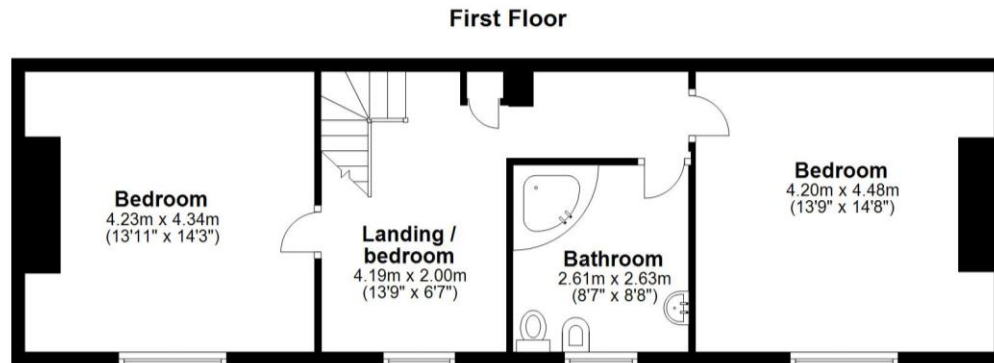 First Floor
Bedroom
4.23m x 4.34m
(13'11" x 14'3")
Landing /
bedroom
4.19m x 2.00m
(13'9" x 6'7")
Bathroom
2.61m x 2.63m
(8'7" x 8'8")
Bedroom
4.20m x 4.48m
(13'9" x 14'8")